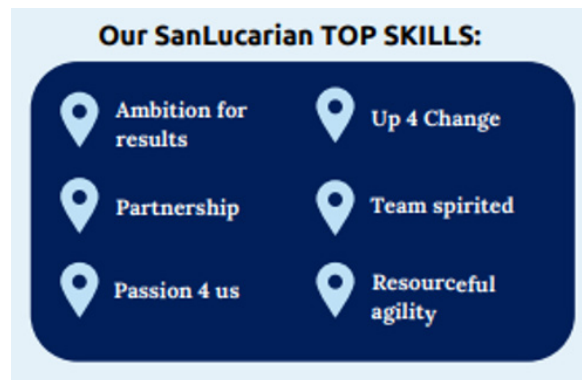 Our SanLucarian TOP SKILLS:
Ambition for
results
Up 4 Change
Partnership
Team spirited
Passion 4 us
Resourceful
agility